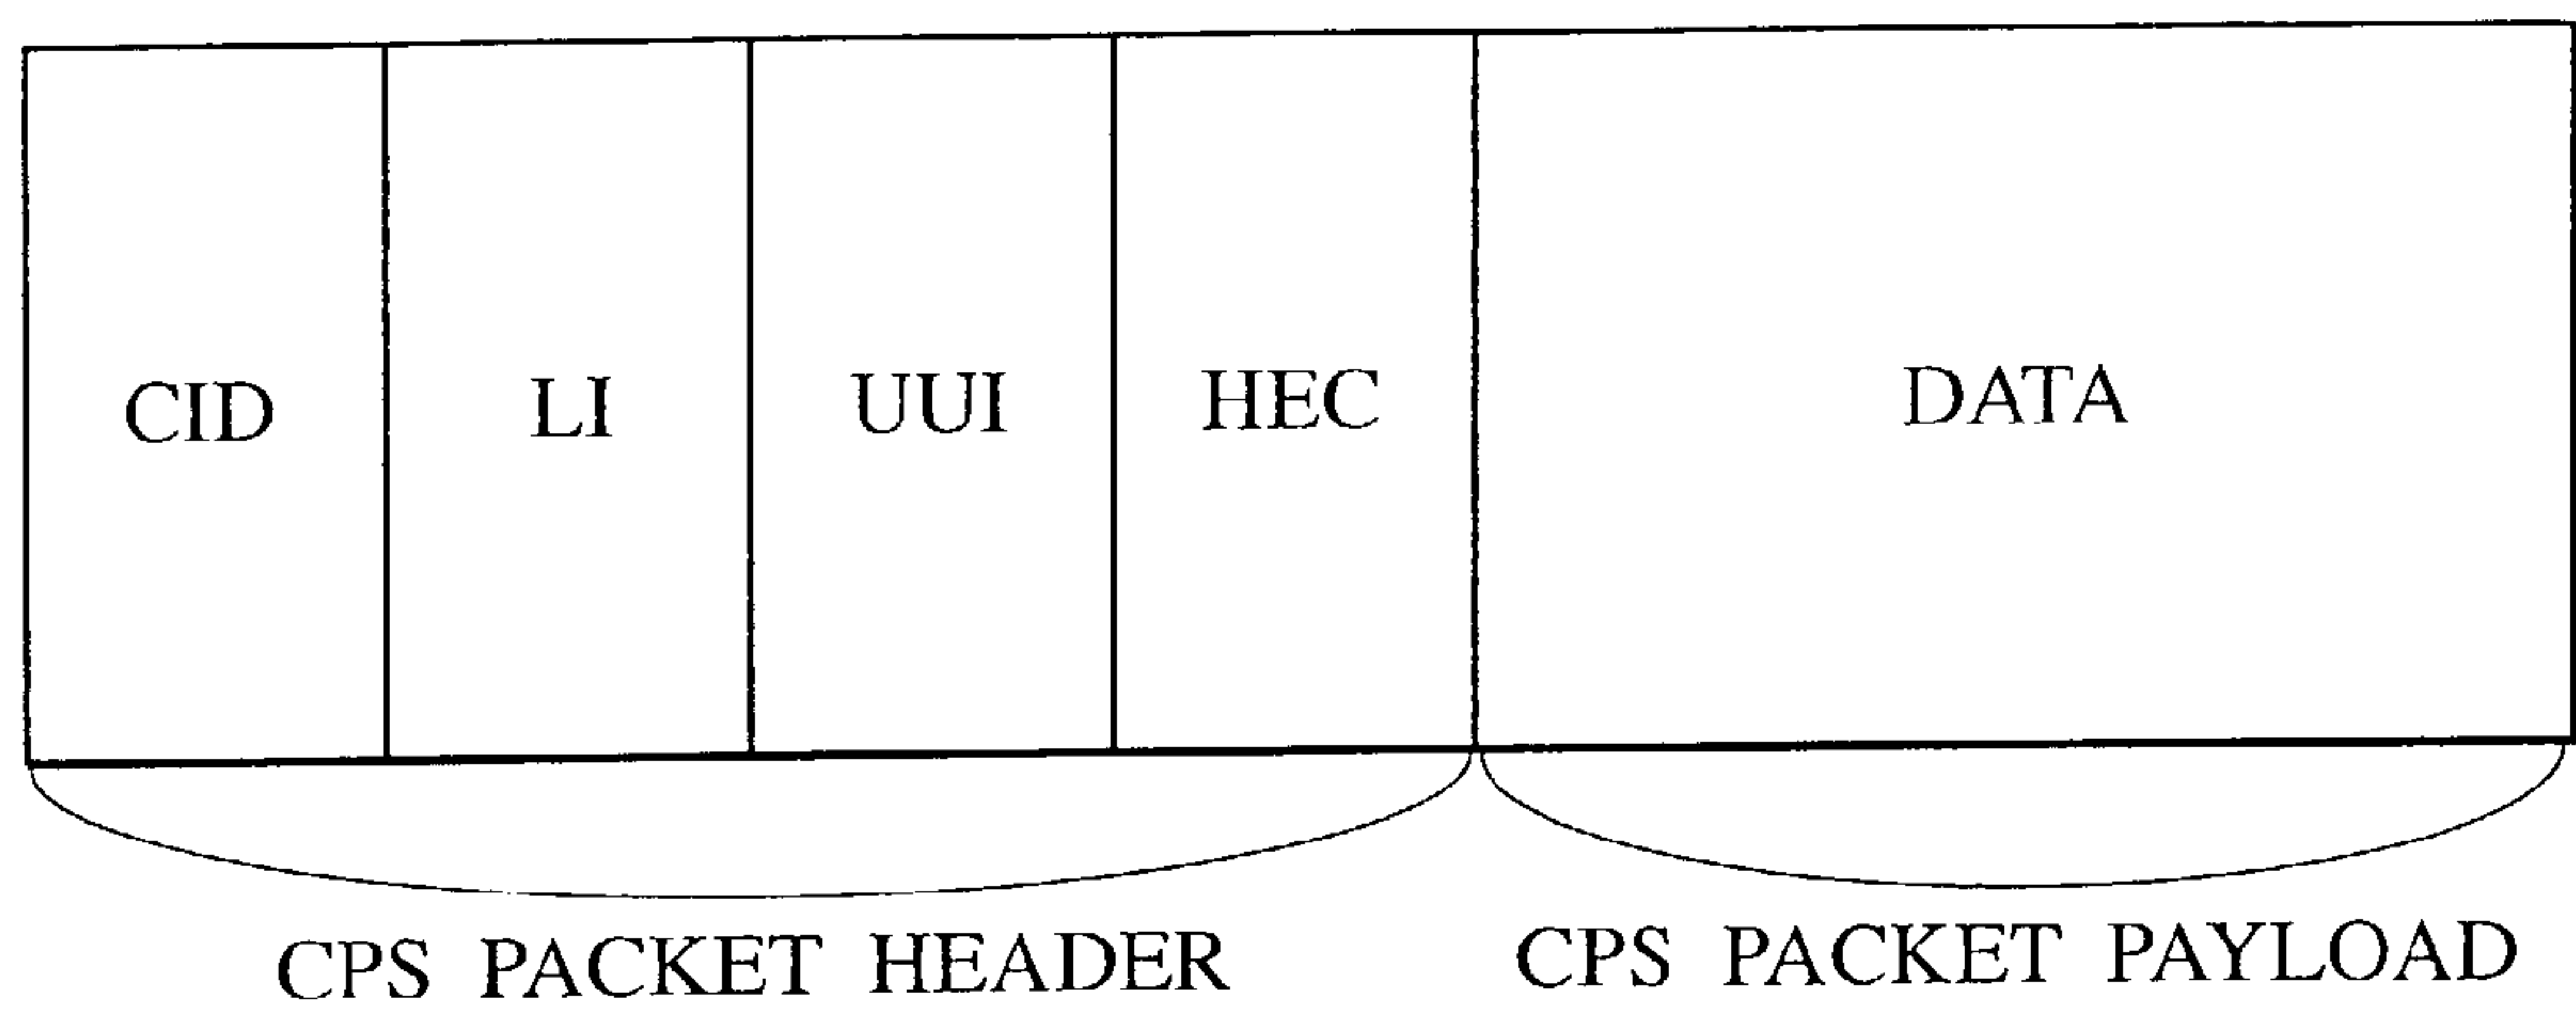 CID LI UUI HEC DATA
CPS PACKET HEADER CPS PACKET PAYLOAD